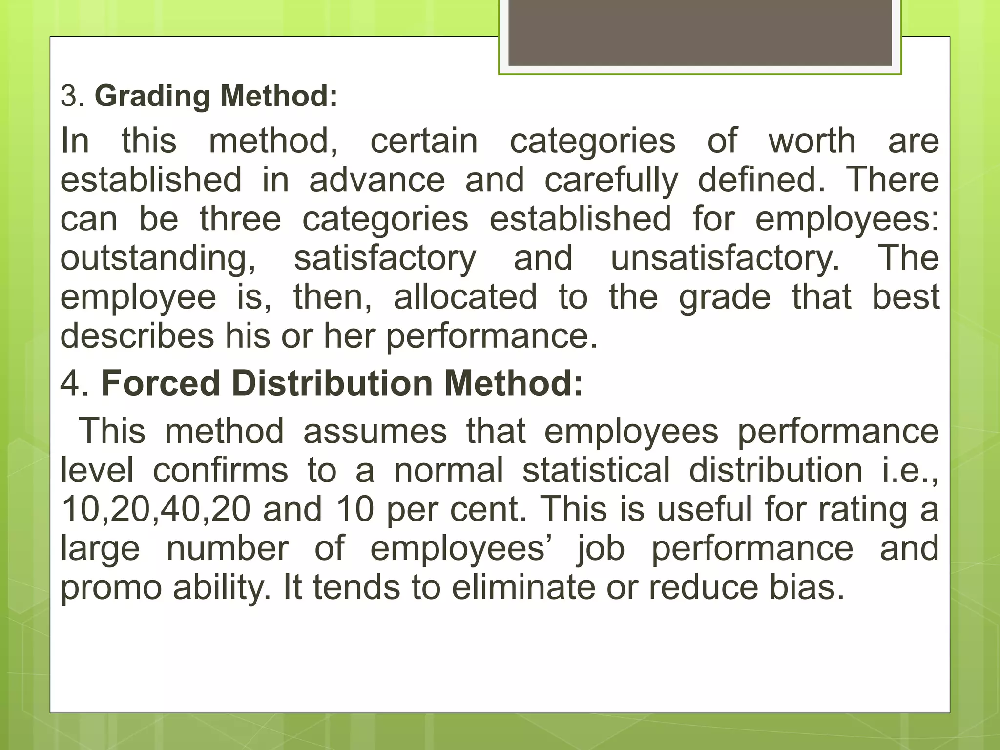 3. Grading Method:
In this method, certain categories of worth are
established in advance and carefully defined. There
can be three categories established for employees:
outstanding, satisfactory and unsatisfactory. The
employee is, then, allocated to the grade that best
describes his or her performance.
4. Forced Distribution Method:
This method assumes that employees performance
level confirms to a normal statistical distribution i.e.,
10,20,40,20 and 10 per cent. This is useful for rating a
large number of employees’ job performance and
promo ability. It tends to eliminate or reduce bias.